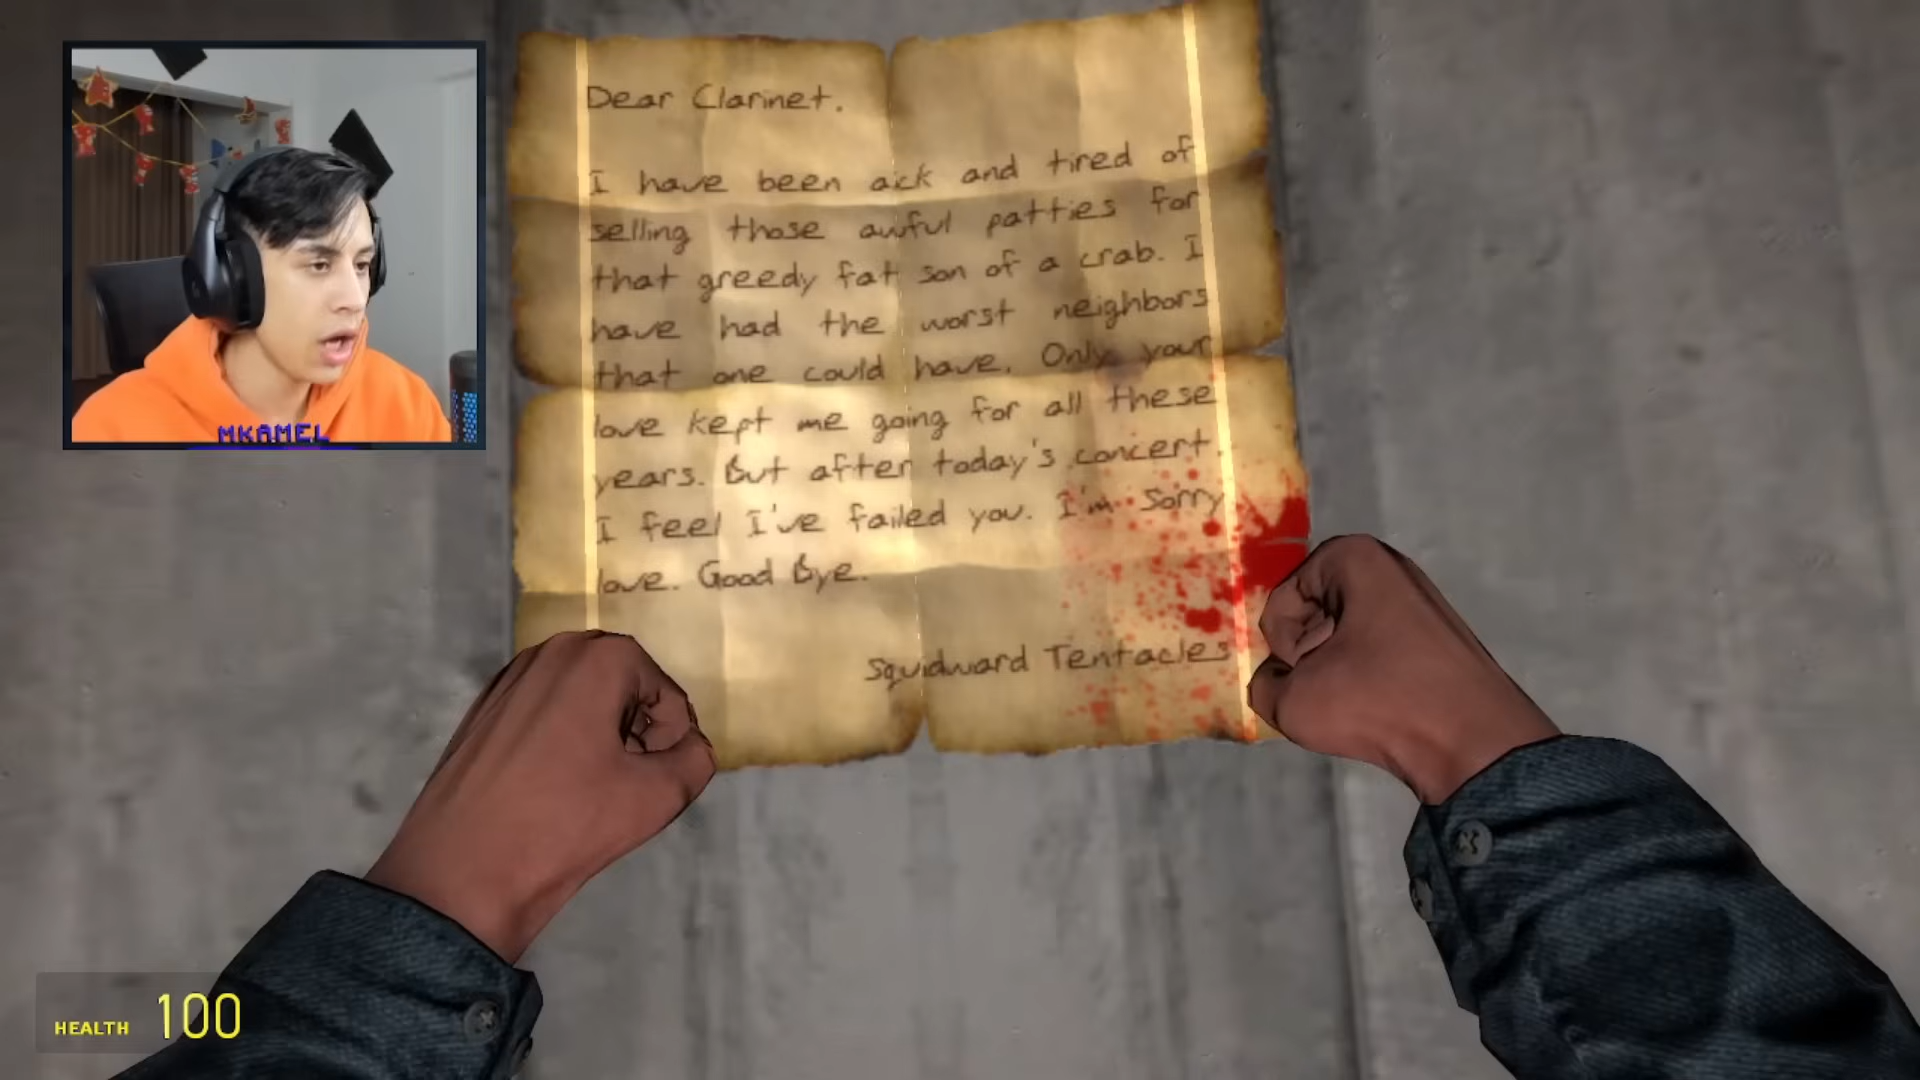 Dear Clarinet.
I have been aick and tired of
selling those awful patties for
that greedy fat son of a crab. I
have had the worst neighbors
that one could have. Only your
love kept me going for all these
years. But after today's concert.
I feel I've failed you. I'm Sorry
love. Good Bye.
Squidward Tentacles
MKAMEL
HEALTH 100